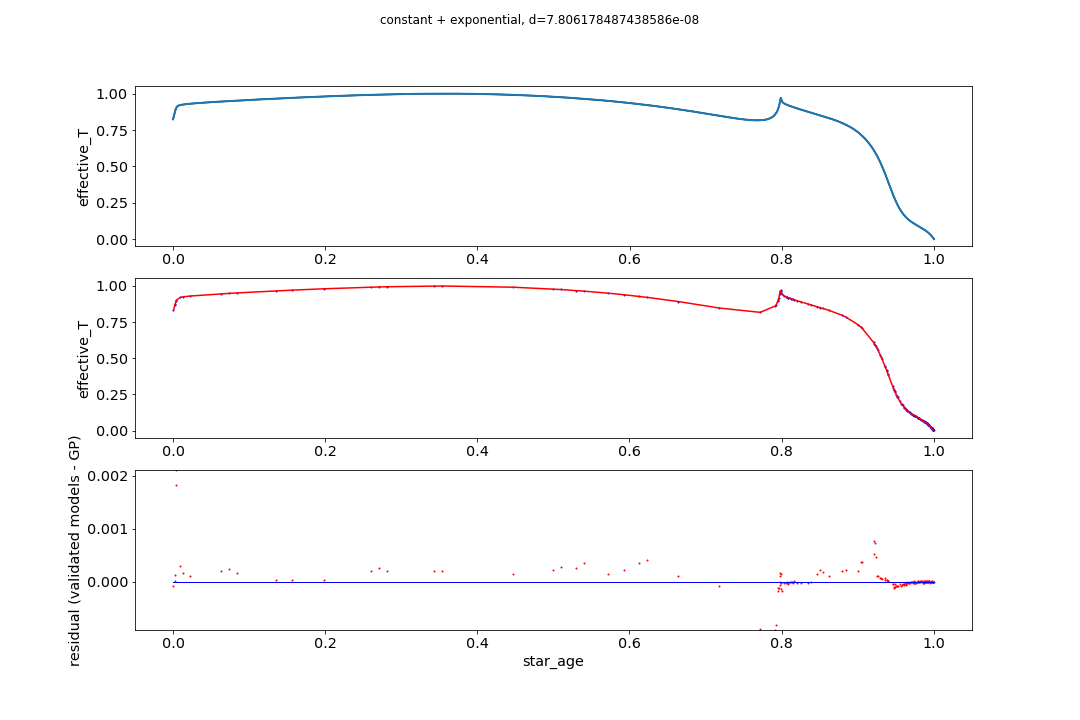 constant + exponential, d=7.806178487438586e-08
effective_T
1.00
0.75
0.50
0.25
0.00
0.0 0.2 0.4 0.6 0.8 1.0
effective_T
1.00
0.75
0.50
0.25
0.00
0.0 0.2 0.4 0.6 0.8 1.0
residual (validated models - GP)
0.002
0.001
0.000
0.0 0.2 0.4 0.6 0.8 1.0
star_age